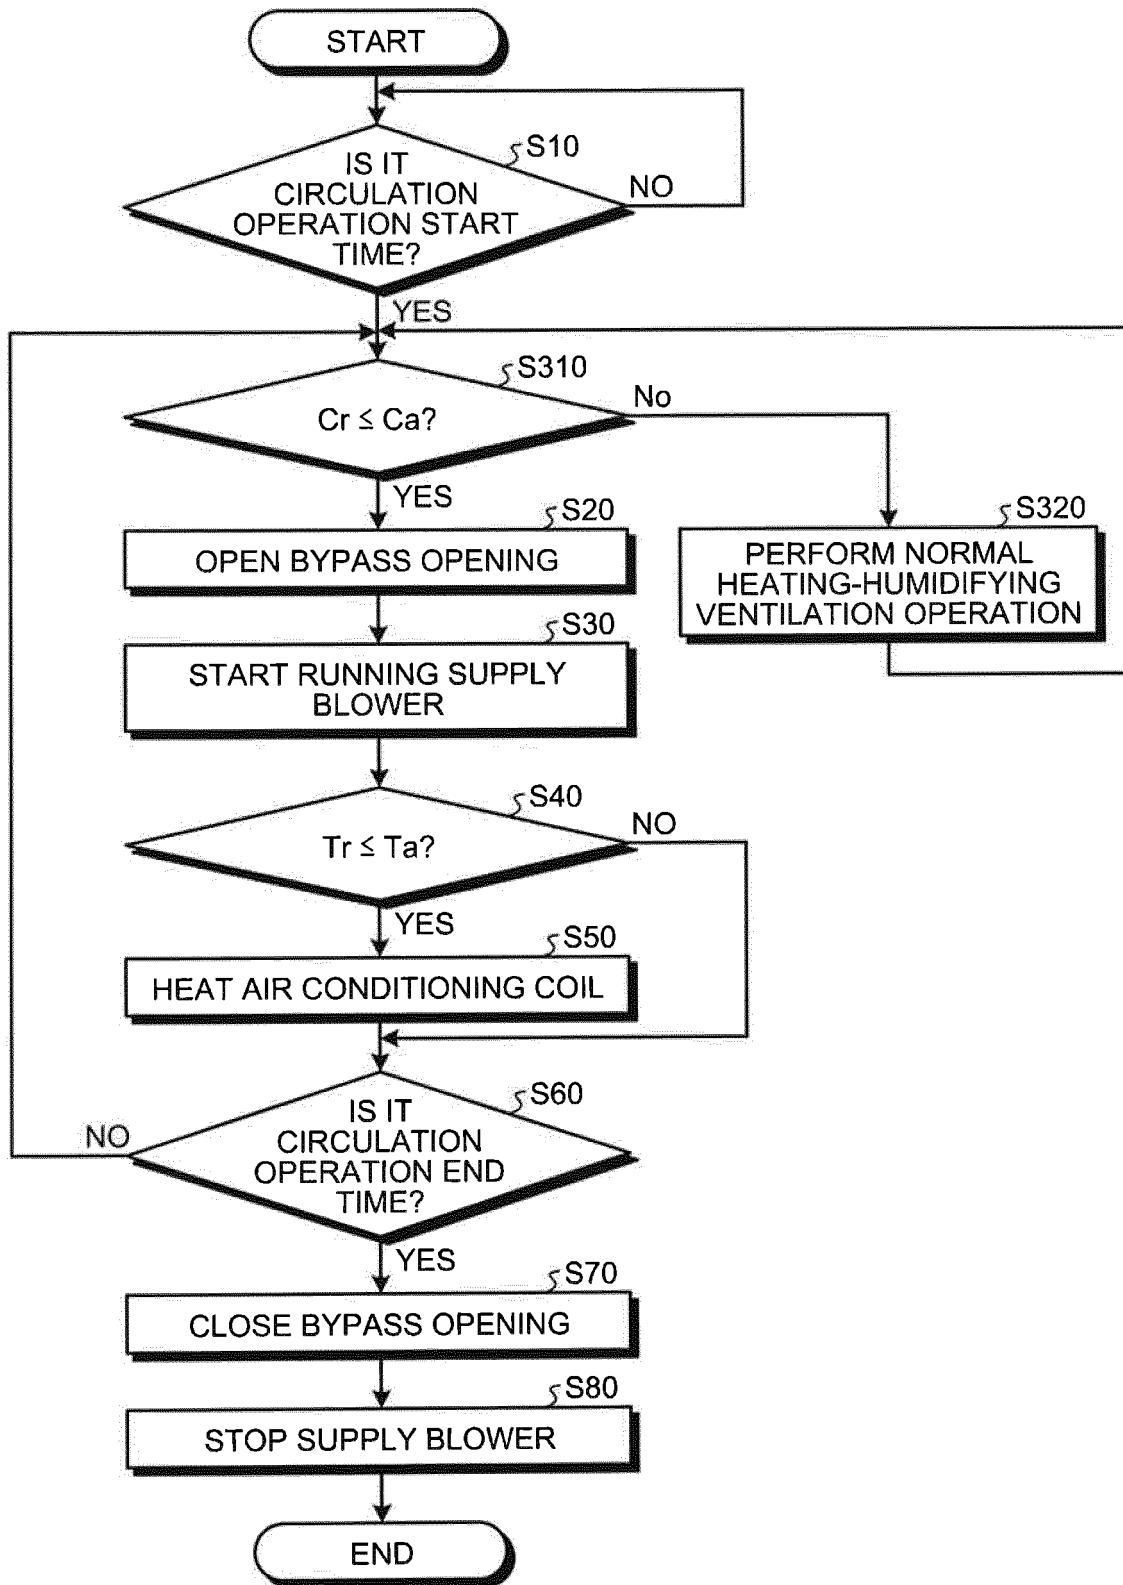 START
S10
IS IT
CIRCULATION
OPERATION START
TIME?
NO
YES
S310
Cr ≤ Ca?
No
YES
S20
OPEN BYPASS OPENING
S320
PERFORM NORMAL
HEATING-HUMIDIFYING
VENTILATION OPERATION
S30
START RUNNING SUPPLY
BLOWER
S40
Tr ≤ Ta?
NO
YES
S50
HEAT AIR CONDITIONING COIL
S60
IS IT
CIRCULATION
OPERATION END
TIME?
NO
YES
S70
CLOSE BYPASS OPENING
S80
STOP SUPPLY BLOWER
END